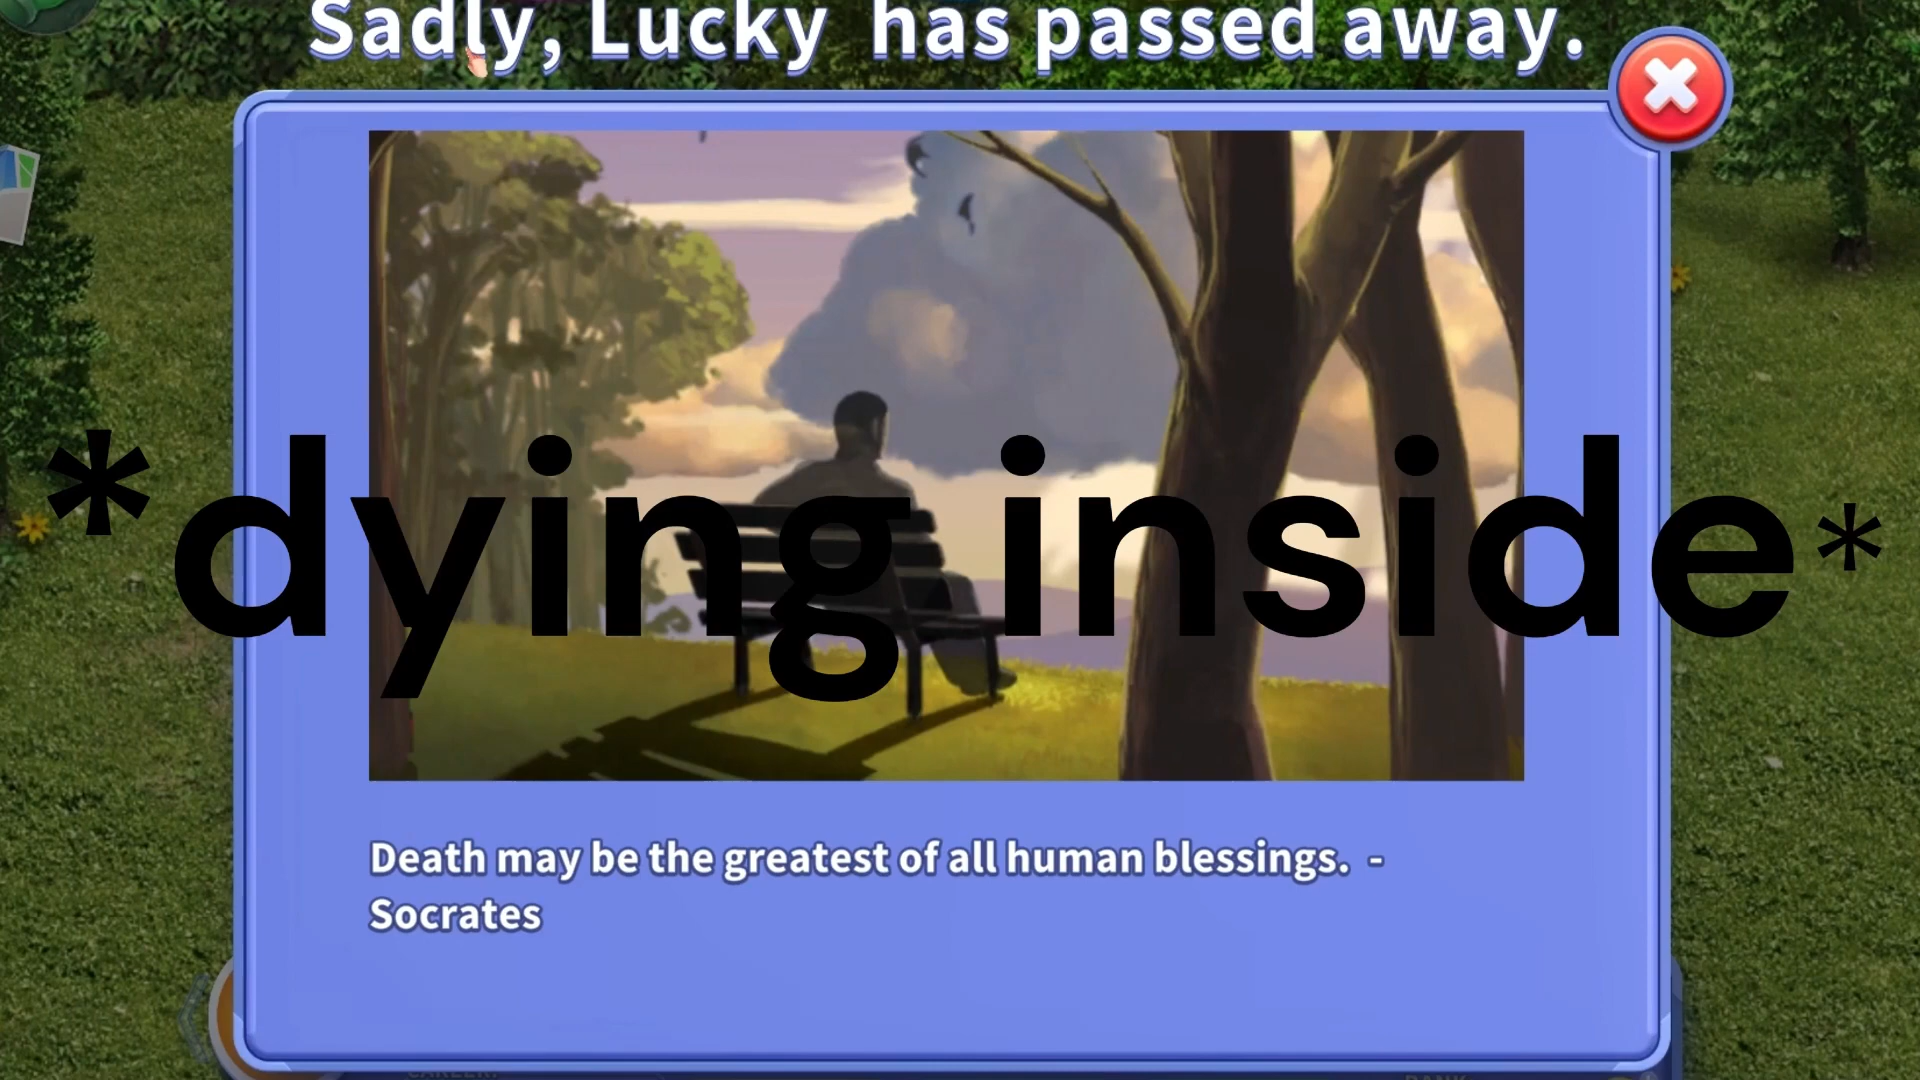 Sadly, Lucky has passed away.
*dying inside*
Death may be the greatest of all human blessings. -
Socrates